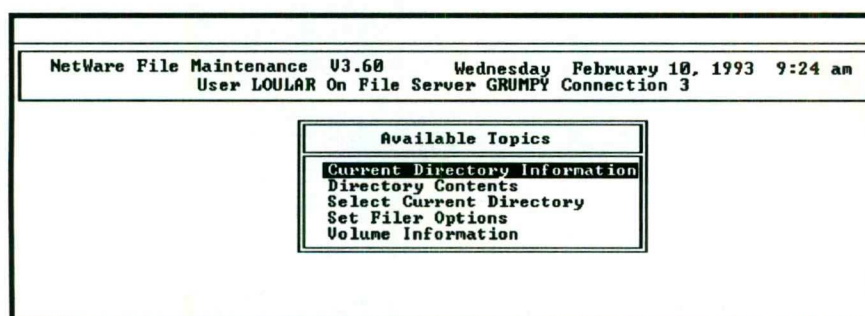 NetWare File Maintenance V3.60 Wednesday February 10, 1993 9:24 am
User LOULAR On File Server GRUMPY Connection 3
Available Topics
Current Directory Information
Directory Contents
Select Current Directory
Set Filer Options
Volume Information